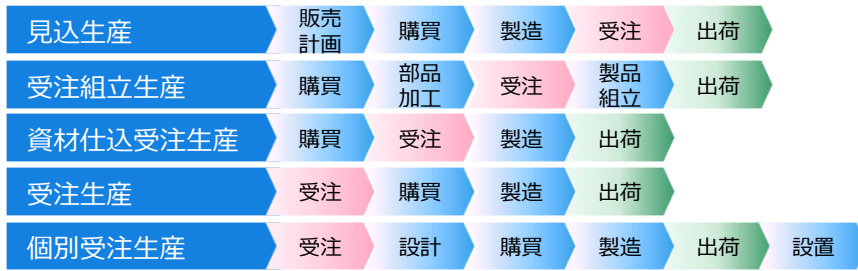 見込生産 販売計画 購買 製造 受注 出荷
受注組立生産 購買 部品加工 受注 製品組立 出荷
資材仕込受注生産 購買 受注 製造 出荷
受注生産 受注 購買 製造 出荷
個別受注生産 受注 設計 購買 製造 出荷 設置